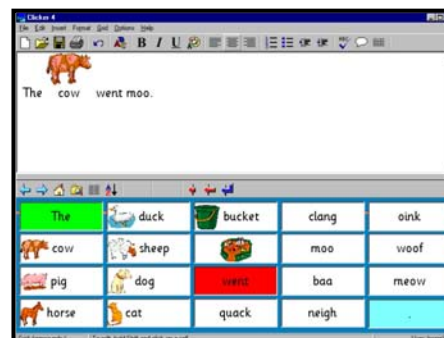 Clicker 4
File Edit Insert Format Grid Options Help
B I U
The cow went moo.
The duck bucket clang oink
cow sheep moo woof
pig dog went baa meow
horse cat quack neigh .